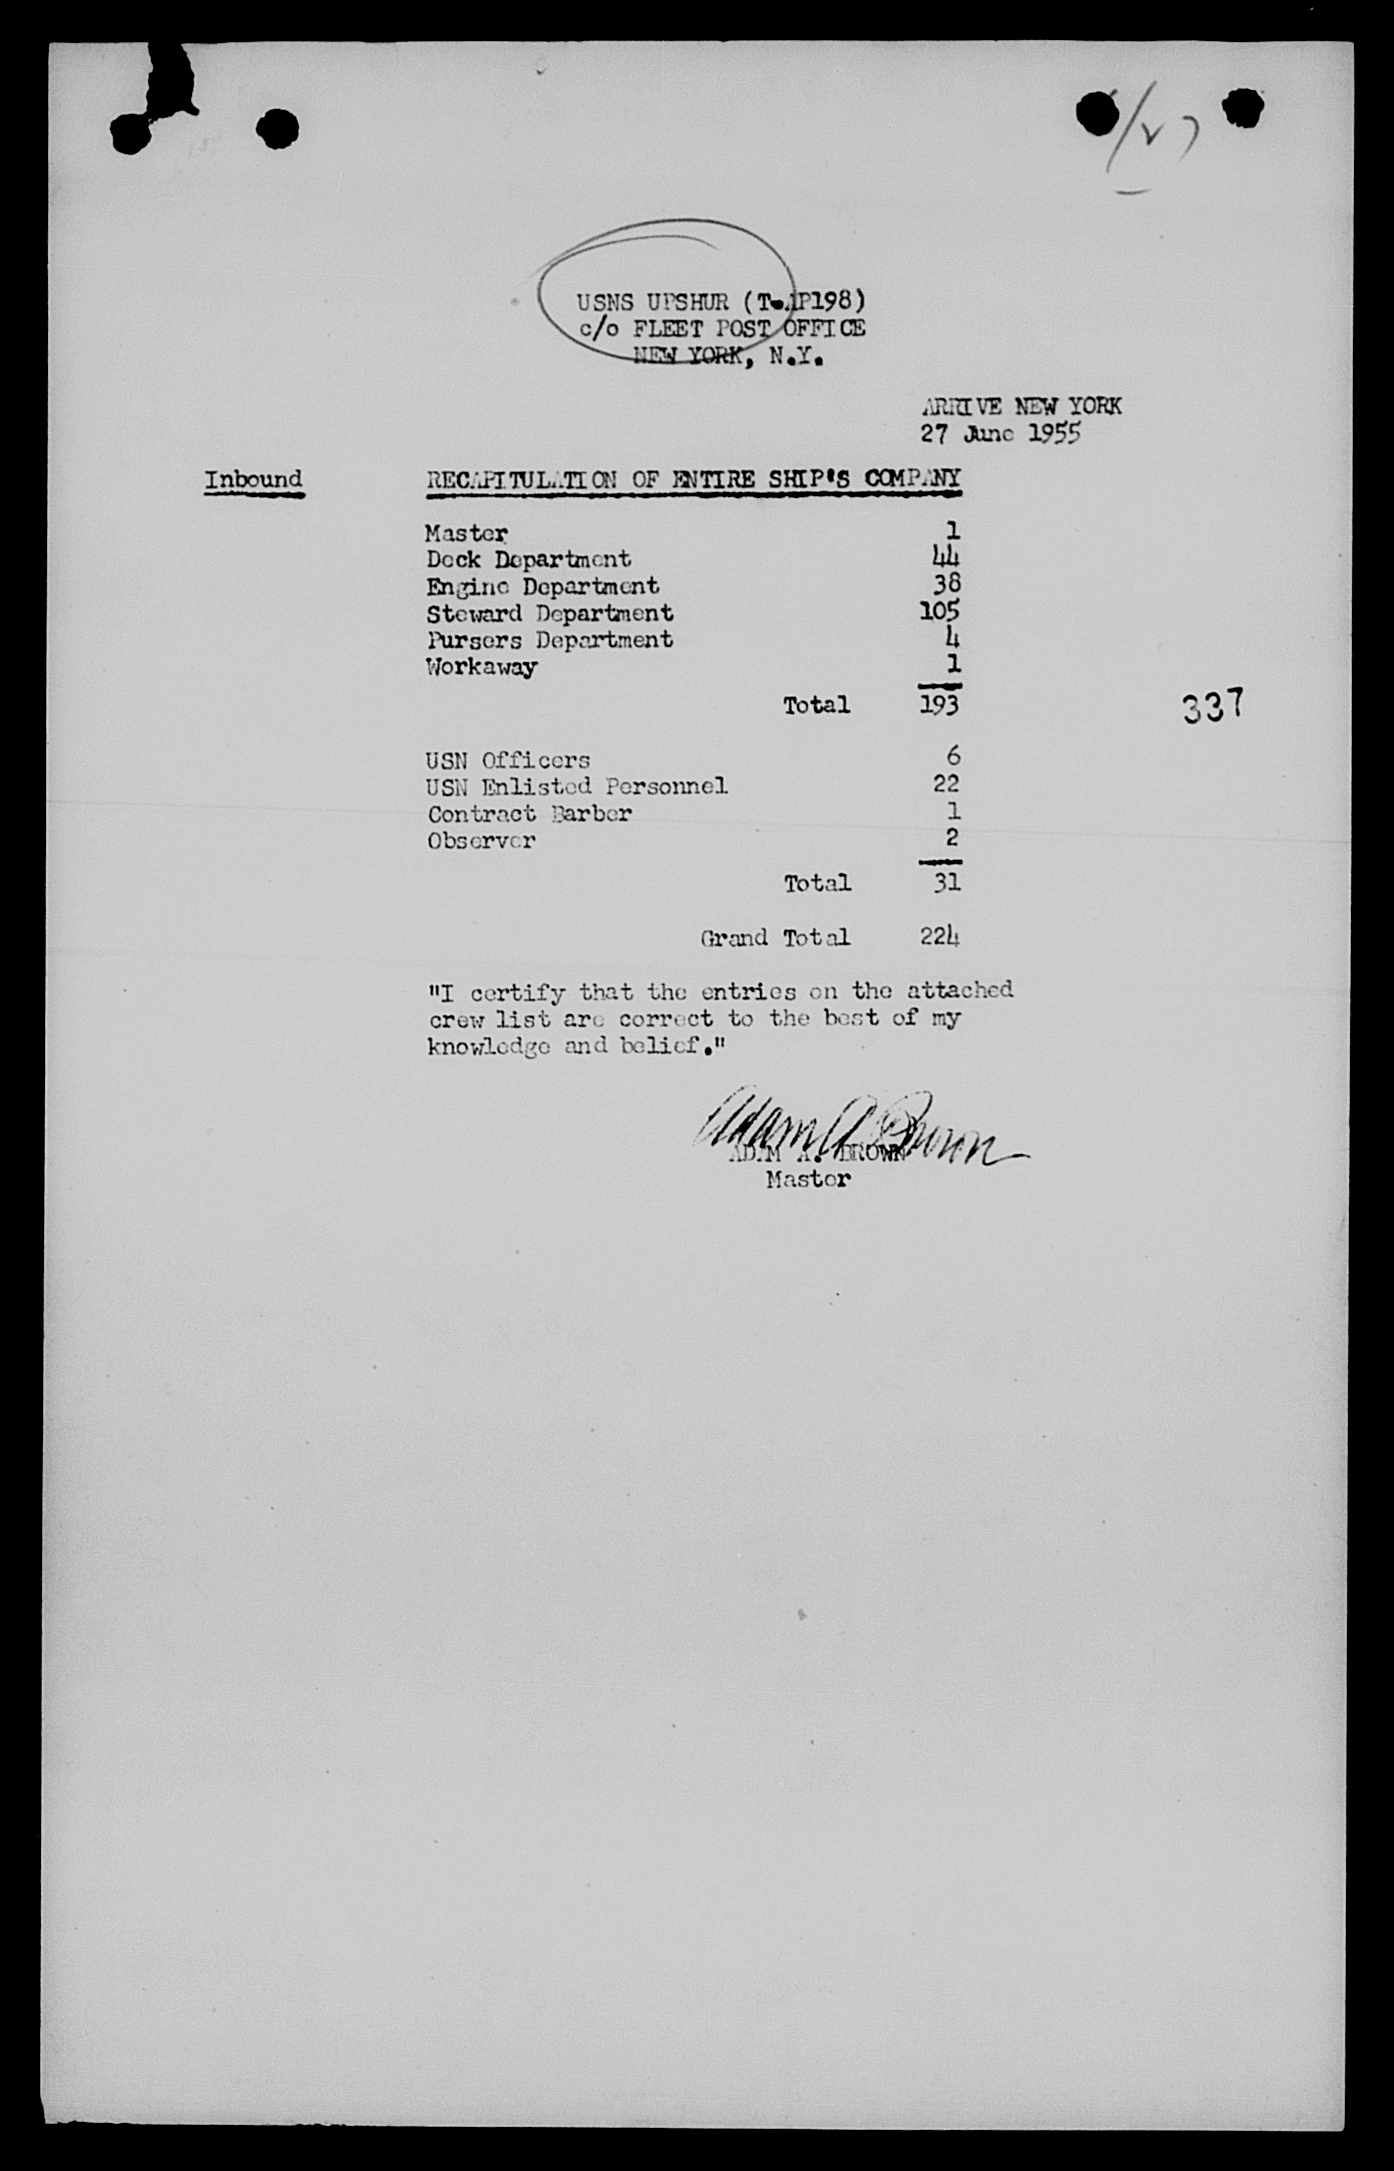 /27
USNS UPSHUR (T-AP198)
c/o FLEET POST OFFICE
NEW YORK, N.Y.
ARRIVE NEW YORK
27 June 1955
Inbound RECAPITULATION OF ENTIRE SHIP'S COMPANY
Master 1
Deck Department 44
Engine Department 38
Steward Department 105
Pursers Department 4
Workaway 1
Total 193
337
USN Officers 6
USN Enlisted Personnel 22
Contract Barber 1
Observer 2
Total 31
Grand Total 224
"I certify that the entries on the attached
crew list are correct to the best of my
knowledge and belief."
Adam A Brown
ADAM A. BROWN
Master